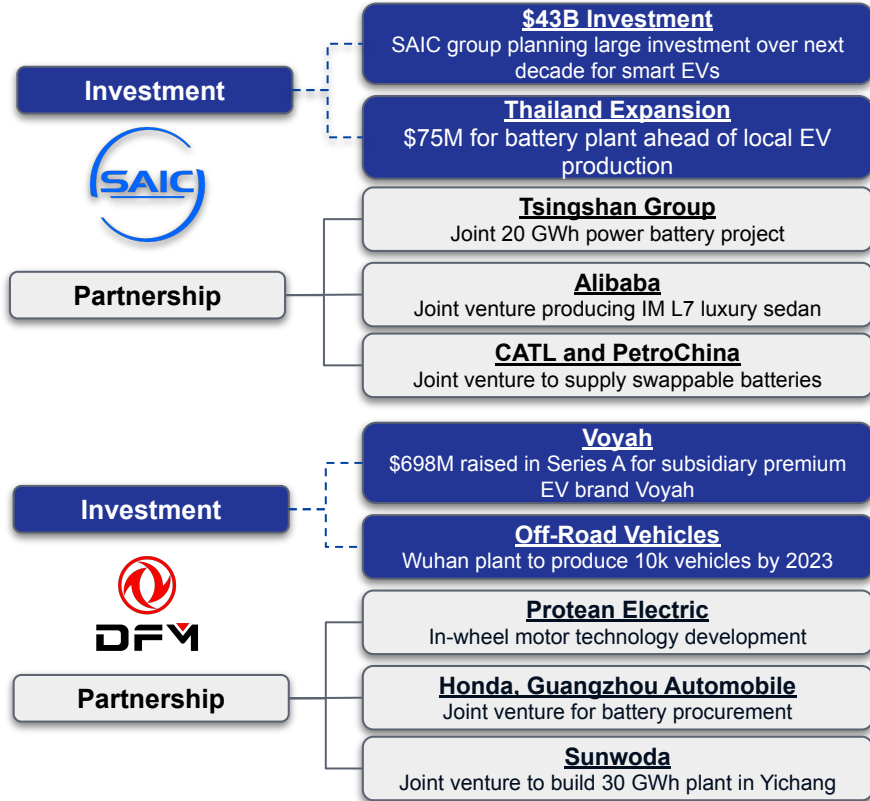 $43B Investment
SAIC group planning large investment over next
decade for smart EVs
Investment
Thailand Expansion
$75M for battery plant ahead of local EV
production
SAIC
Tsingshan Group
Joint 20 GWh power battery project
Partnership
Alibaba
Joint venture producing IM L7 luxury sedan
CATL and PetroChina
Joint venture to supply swappable batteries
Voyah
$698M raised in Series A for subsidiary premium
EV brand Voyah
Investment
Off-Road Vehicles
Wuhan plant to produce 10k vehicles by 2023
DFM
Protean Electric
In-wheel motor technology development
Partnership
Honda, Guangzhou Automobile
Joint venture for battery procurement
Sunwoda
Joint venture to build 30 GWh plant in Yichang